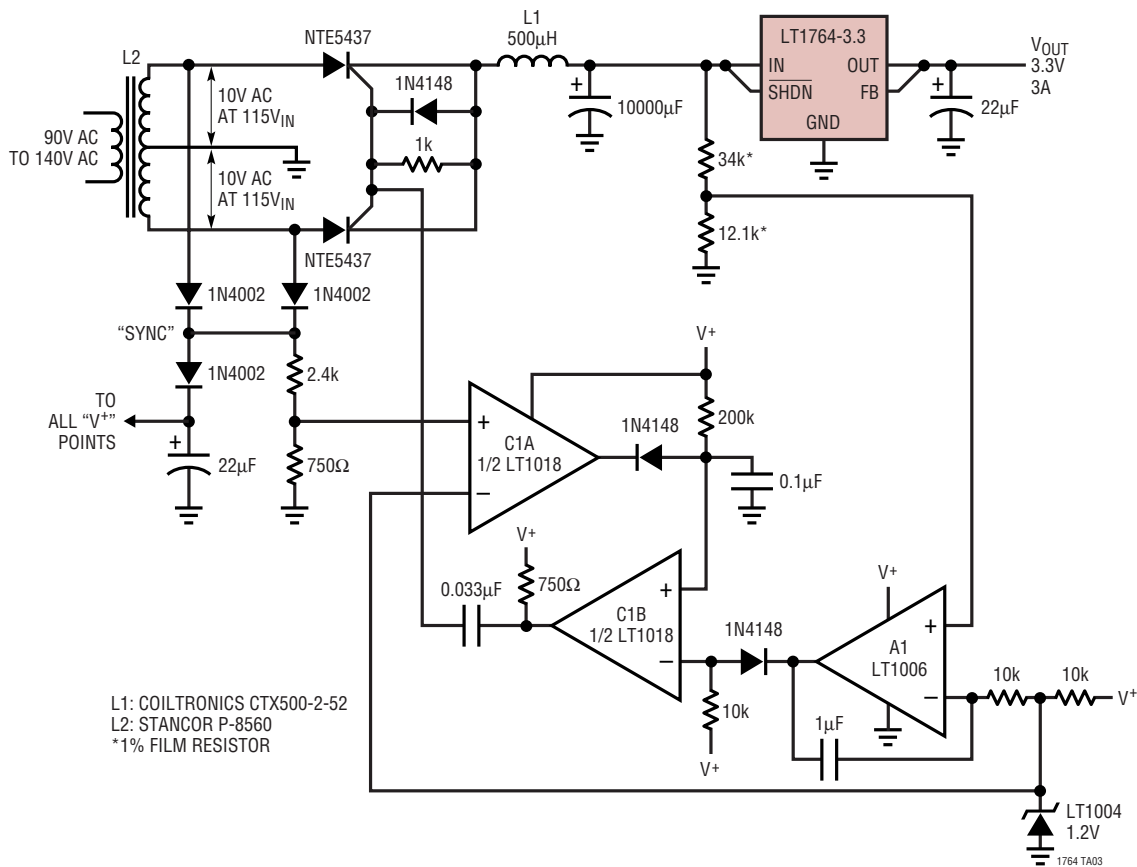 L2
90V AC
TO 140V AC
10V AC
AT 115VIN
10V AC
AT 115VIN
NTE5437
NTE5437
1N4148
1k
L1
500µH
+
10000µF
LT1764-3.3
IN
SHDN
OUT
FB
GND
+
22µF
VOUT
3.3V
3A
34k*
12.1k*
1N4002
1N4002
"SYNC"
1N4002
TO
ALL "V+"
POINTS
+
22µF
2.4k
750Ω
+
C1A
1/2 LT1018
–
1N4148
V+
200k
0.1µF
V+
750Ω
0.033µF
+
C1B
1/2 LT1018
–
1N4148
10k
V+
V+
+
A1
LT1006
–
1µF
10k
10k
V+
LT1004
1.2V
L1: COILTRONICS CTX500-2-52
L2: STANCOR P-8560
*1% FILM RESISTOR
1764 TA03